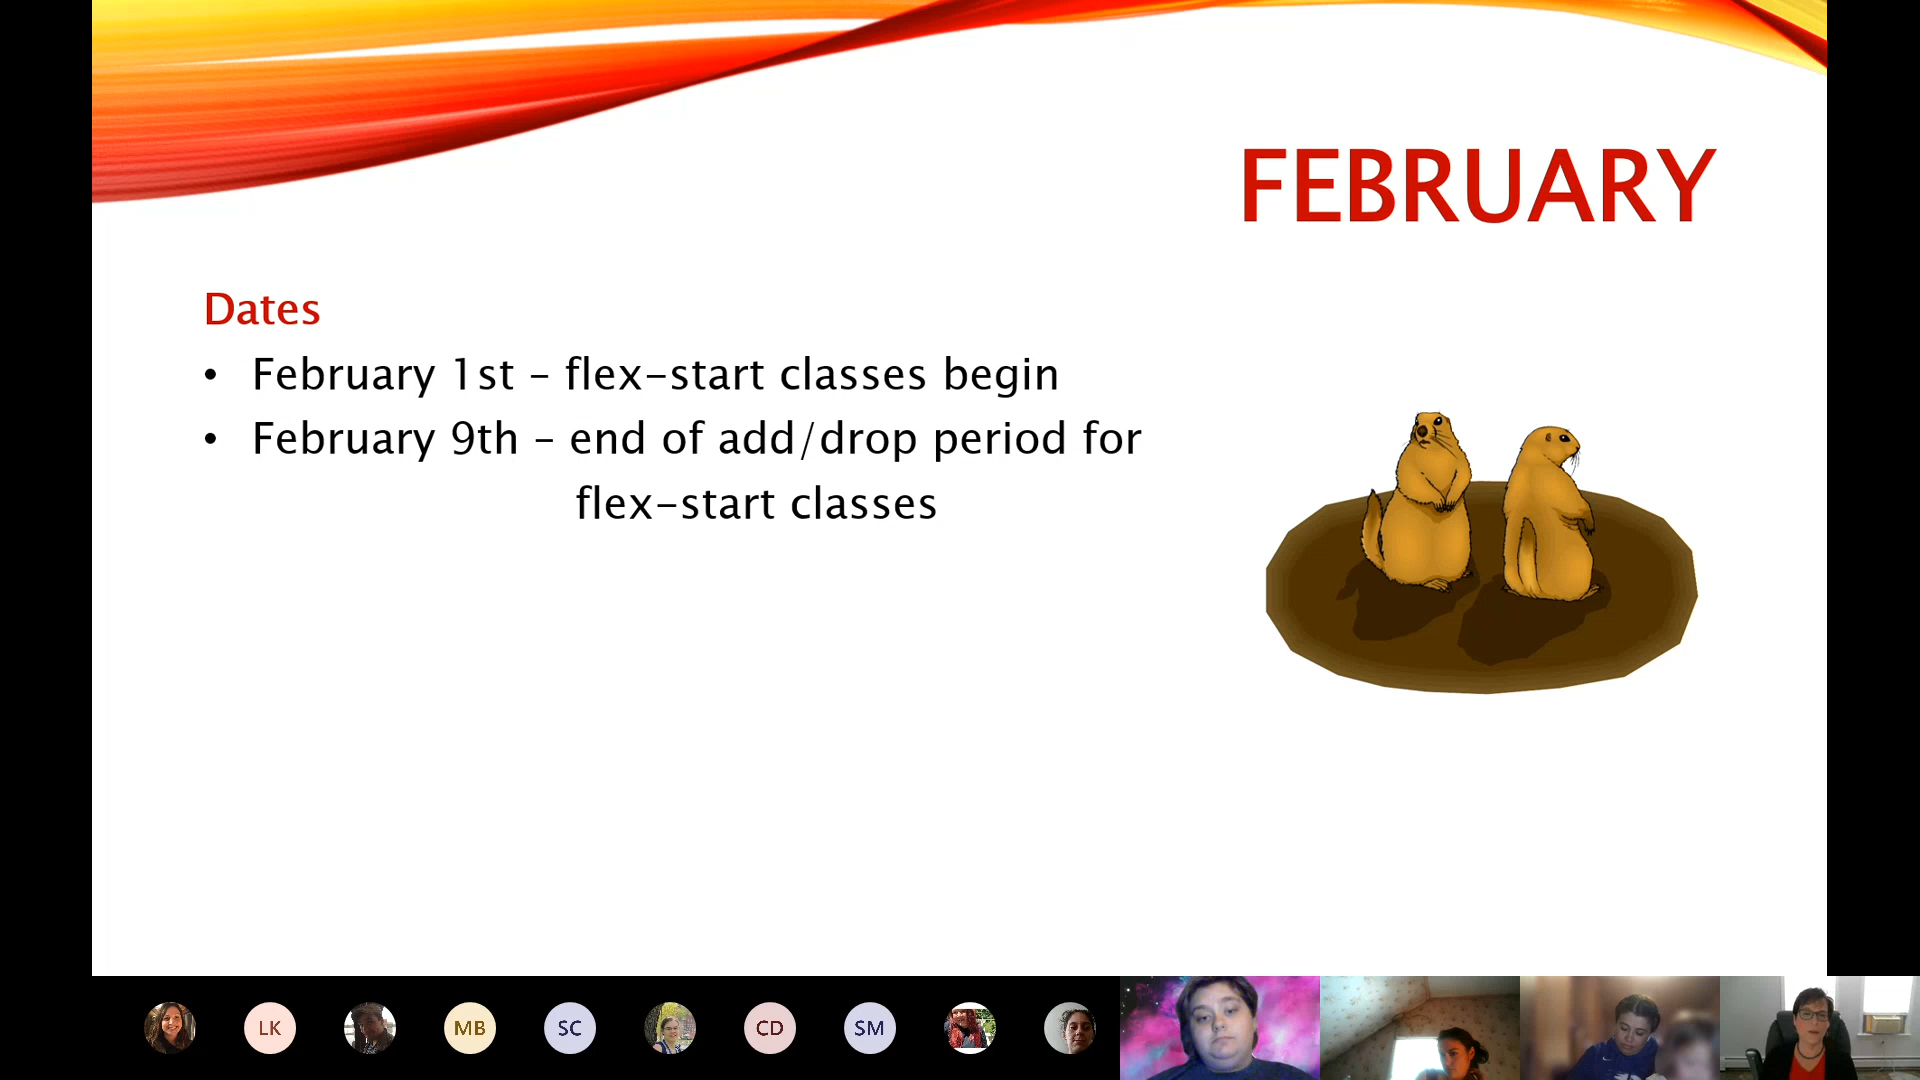 FEBRUARY
Dates
• February 1st – flex-start classes begin
• February 9th – end of add/drop period for
flex-start classes
LK
MB
SC
CD
SM